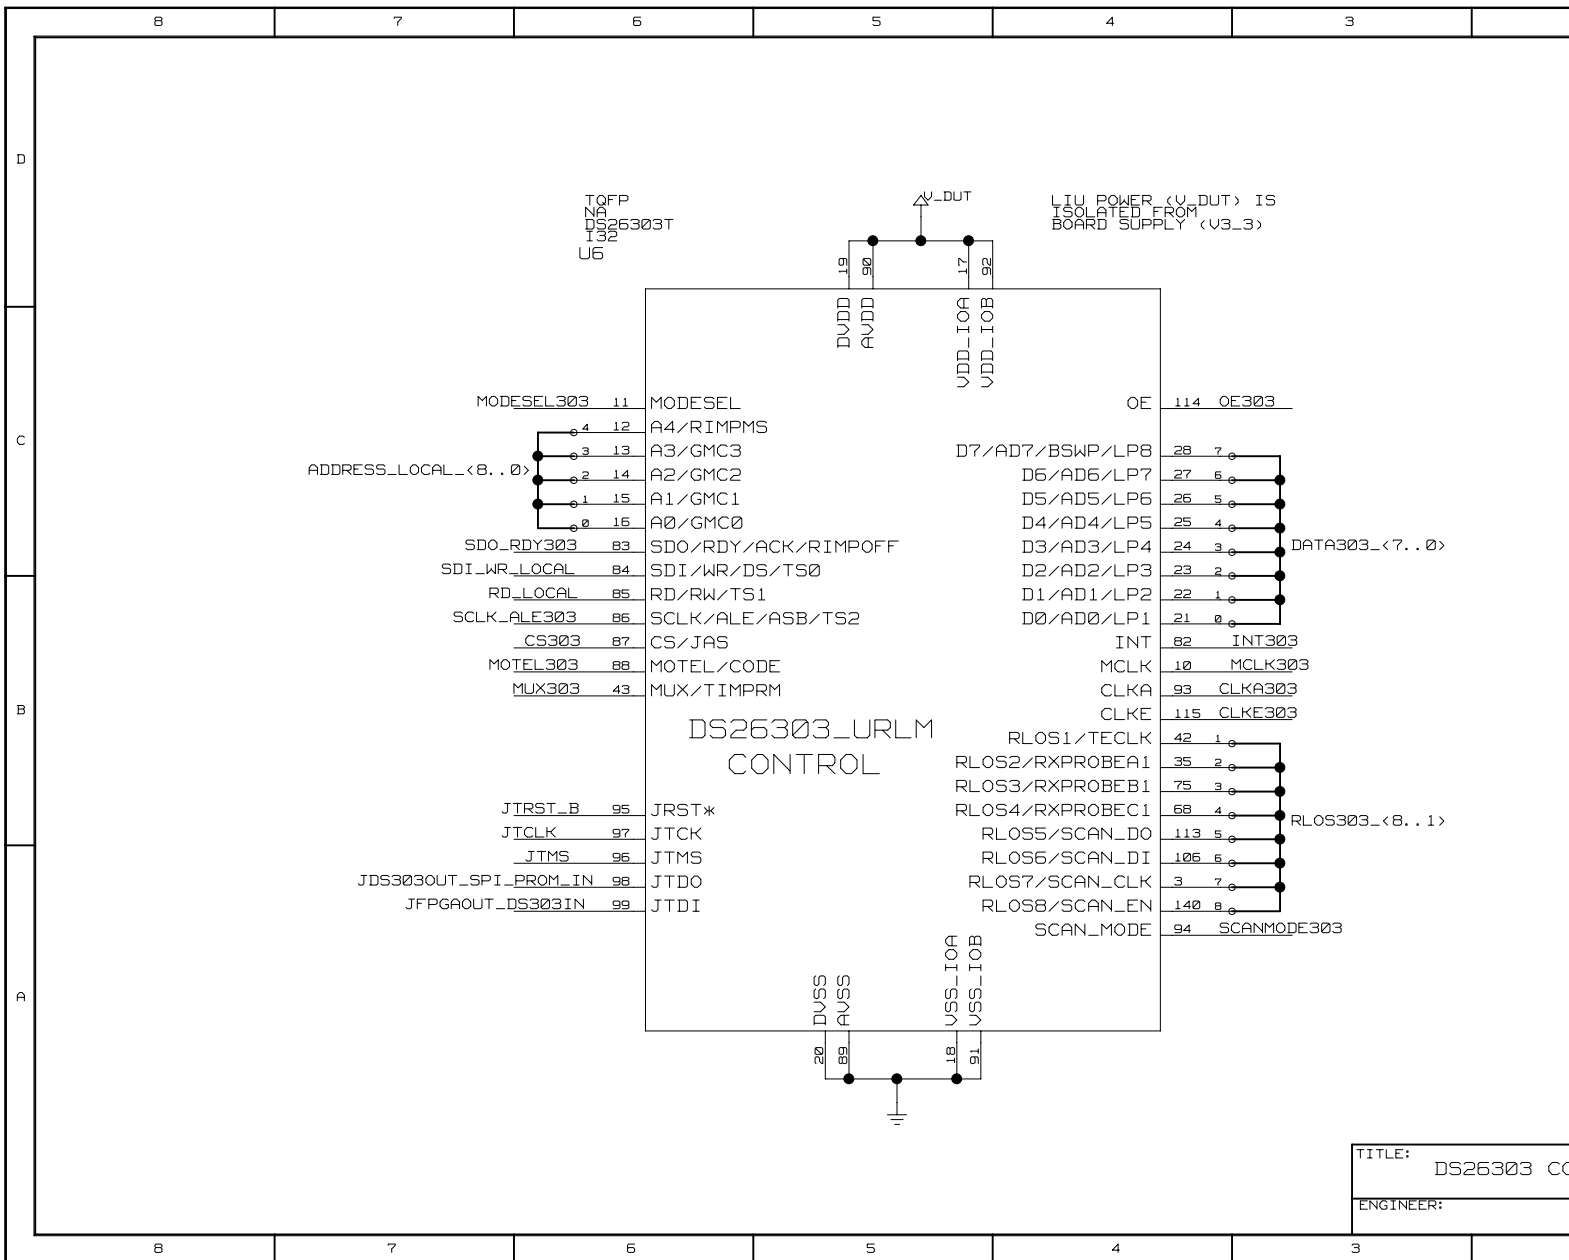 8 7 6 5 4 3
D
TQFP
NA
DS26303T
I32
U6
V_DUT
LIU POWER (V_DUT) IS
ISOLATED FROM
BOARD SUPPLY (V3_3)
19 90 17 92
DVDD AVDD VDD_IOA VDD_IOB
C
MODESEL303 11 MODESEL
4 12 A4/RIMPMS
3 13 A3/GMC3
ADDRESS_LOCAL_<8..0> 2 14 A2/GMC2
1 15 A1/GMC1
0 16 A0/GMC0
SDO_RDY303 83 SDO/RDY/ACK/RIMPOFF
SDI_WR_LOCAL 84 SDI/WR/DS/TS0
RD_LOCAL 85 RD/RW/TS1
SCLK_ALE303 86 SCLK/ALE/ASB/TS2
CS303 87 CS/JAS
MOTEL303 88 MOTEL/CODE
MUX303 43 MUX/TIMPRM
OE 114 OE303
D7/AD7/BSWP/LP8 28 7
D6/AD6/LP7 27 6
D5/AD5/LP6 26 5
D4/AD4/LP5 25 4
D3/AD3/LP4 24 3 DATA303_<7..0>
D2/AD2/LP3 23 2
D1/AD1/LP2 22 1
D0/AD0/LP1 21 0
INT 82 INT303
MCLK 10 MCLK303
CLKA 93 CLKA303
CLKE 115 CLKE303
B
DS26303_URLM
CONTROL
RLOS1/TECLK 42 1
RLOS2/RXPROBEA1 35 2
RLOS3/RXPROBEB1 75 3
RLOS4/RXPROBEC1 68 4 RLOS303_<8..1>
RLOS5/SCAN_DO 113 5
RLOS6/SCAN_DI 106 6
RLOS7/SCAN_CLK 3 7
RLOS8/SCAN_EN 140 8
SCAN_MODE 94 SCANMODE303
JTRST_B 95 JRST*
JTCLK 97 JTCK
JTMS 96 JTMS
JDS303OUT_SPI_PROM_IN 98 JTDO
JFPGAOUT_DS303IN 99 JTDI
A
DVSS AVSS VSS_IOA VSS_IOB
20 89 18 91
TITLE:
DS26303 CO
ENGINEER:
8 7 6 5 4 3